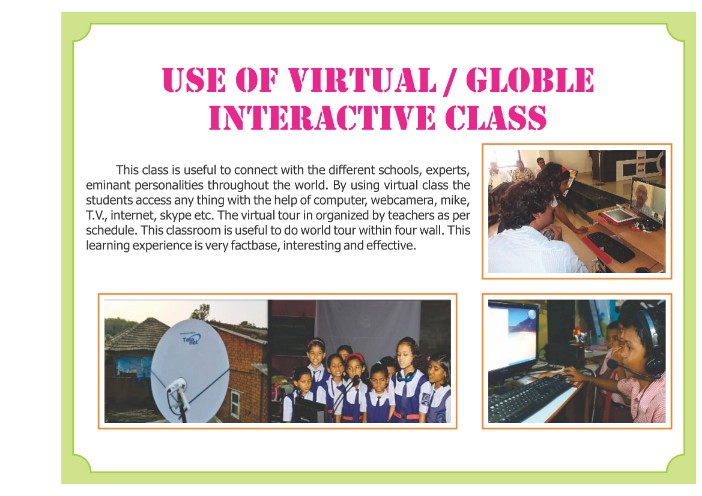 USE OF VIRTUAL / GLOBLE
INTERACTIVE CLASS
This class is useful to connect with the different schools, experts,
eminant personalities throughout the world. By using virtual class the
students access any thing with the help of computer, webcamera, mike,
T.V., internet, skype etc. The virtual tour in organized by teachers as per
schedule. This classroom is useful to do world tour within four wall. This
learning experience is very factbase, interesting and effective.